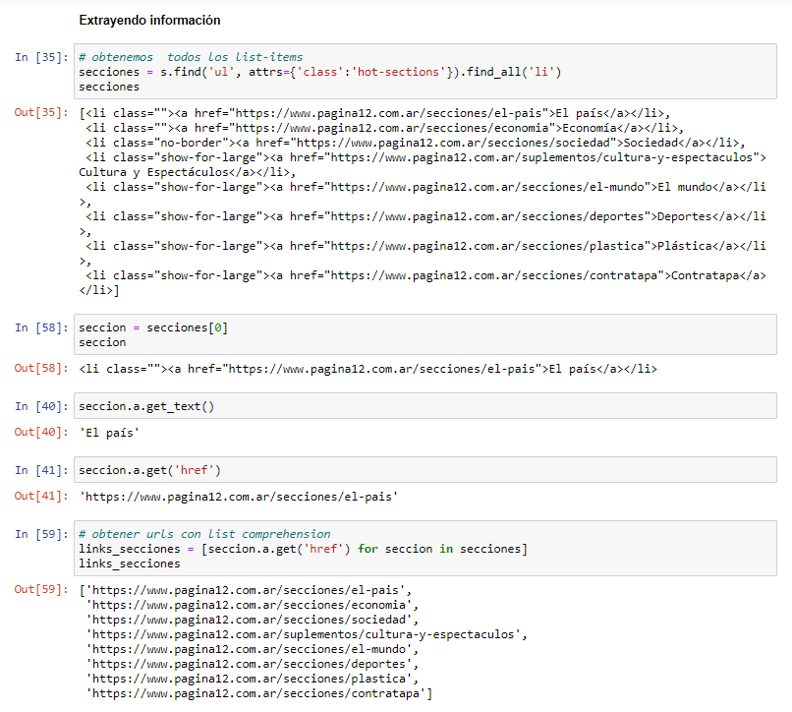 Extrayendo información
In [35]: # obtenemos  todos los list-items
secciones = s.find('ul', attrs={'class':'hot-sections'}).find_all('li')
secciones
Out[35]: [<li class=""><a href="https://www.pagina12.com.ar/secciones/el-pais">El país</a></li>,
<li class=""><a href="https://www.pagina12.com.ar/secciones/economia">Economía</a></li>,
<li class="no-border"><a href="https://www.pagina12.com.ar/secciones/sociedad">Sociedad</a></li>,
<li class="show-for-large"><a href="https://www.pagina12.com.ar/suplementos/cultura-y-espectaculos">
Cultura y Espectáculos</a></li>,
<li class="show-for-large"><a href="https://www.pagina12.com.ar/secciones/el-mundo">El mundo</a></li
>,
<li class="show-for-large"><a href="https://www.pagina12.com.ar/secciones/deportes">Deportes</a></li
>,
<li class="show-for-large"><a href="https://www.pagina12.com.ar/secciones/plastica">Plástica</a></li
>,
<li class="show-for-large"><a href="https://www.pagina12.com.ar/secciones/contratapa">Contratapa</a>
</li>]
In [58]: seccion = secciones[0]
seccion
Out[58]: <li class=""><a href="https://www.pagina12.com.ar/secciones/el-pais">El país</a></li>
In [40]: seccion.a.get_text()
Out[40]: 'El país'
In [41]: seccion.a.get('href')
Out[41]: 'https://www.pagina12.com.ar/secciones/el-pais'
In [59]: # obtener urls con list comprehension
links_secciones = [seccion.a.get('href') for seccion in secciones]
links_secciones
Out[59]: ['https://www.pagina12.com.ar/secciones/el-pais',
'https://www.pagina12.com.ar/secciones/economia',
'https://www.pagina12.com.ar/secciones/sociedad',
'https://www.pagina12.com.ar/suplementos/cultura-y-espectaculos',
'https://www.pagina12.com.ar/secciones/el-mundo',
'https://www.pagina12.com.ar/secciones/deportes',
'https://www.pagina12.com.ar/secciones/plastica',
'https://www.pagina12.com.ar/secciones/contratapa']